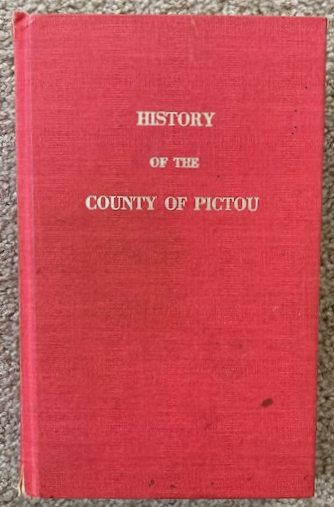 HISTORY
OF THE
COUNTY OF PICTOU